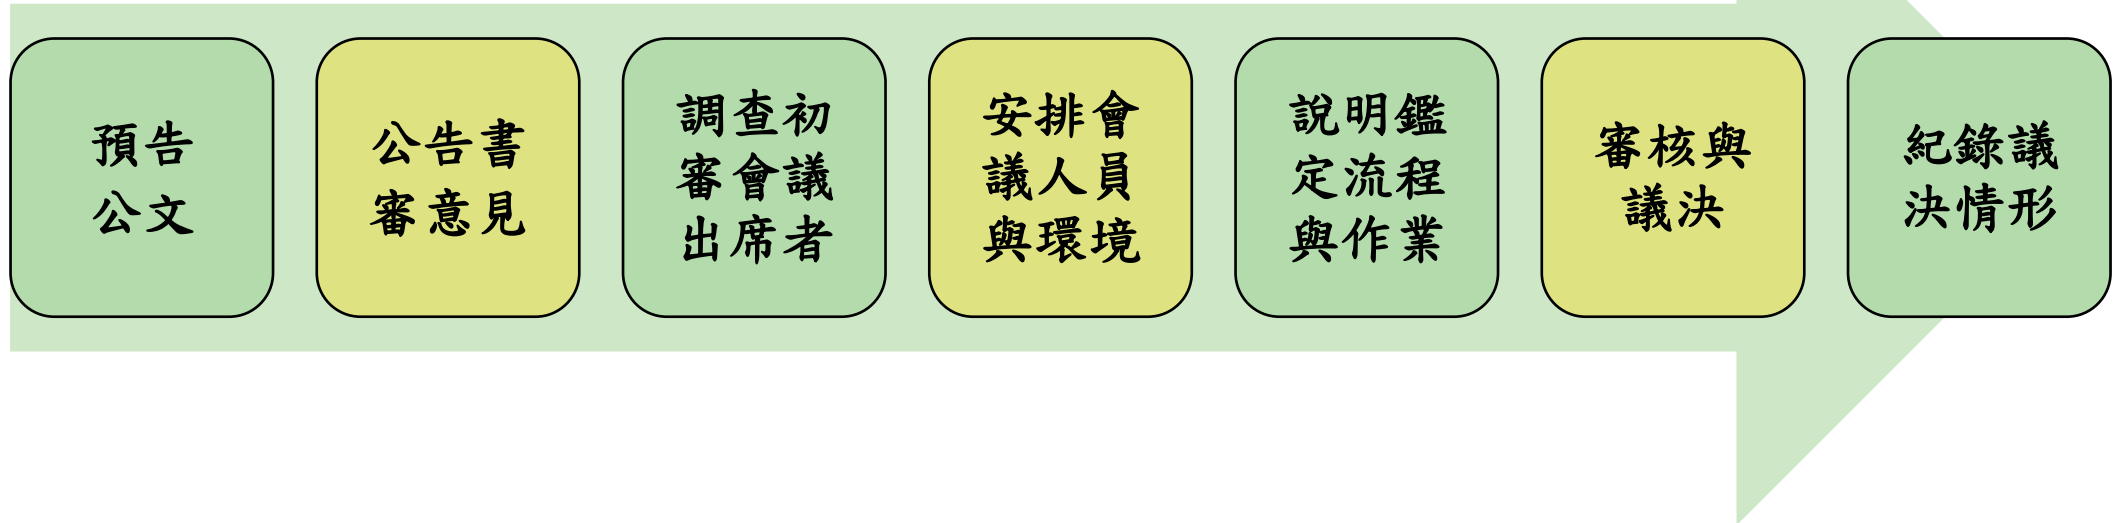 預告
公文
公告書
審意見
調查初
審會議
出席者
安排會
議人員
與環境
說明鑑
定流程
與作業
審核與
議決
紀錄議
決情形